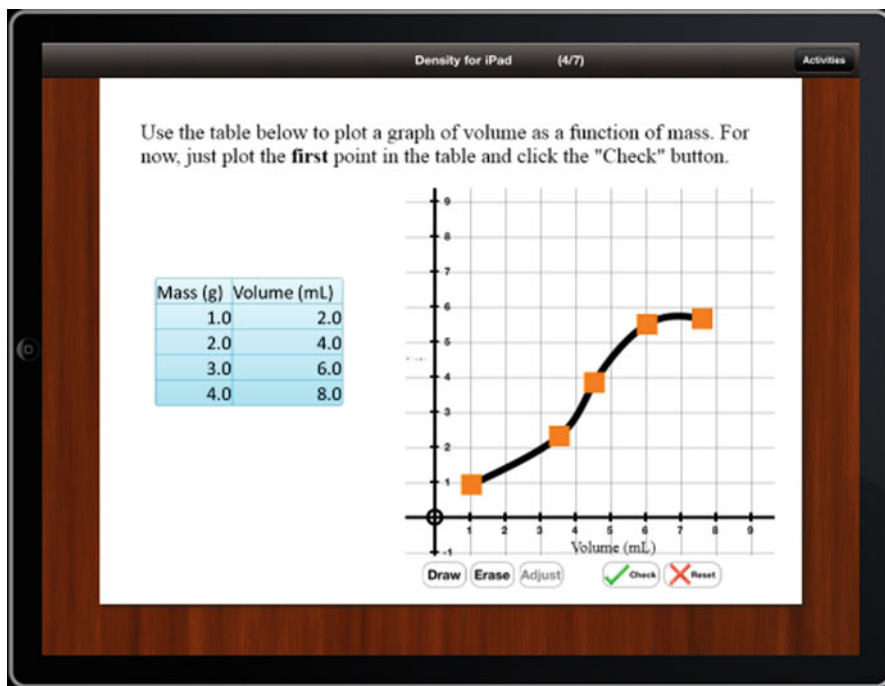 Density for iPad (4/7)
Activities
Use the table below to plot a graph of volume as a function of mass. For
now, just plot the first point in the table and click the "Check" button.
Mass (g) Volume (mL)
1.0 2.0
2.0 4.0
3.0 6.0
4.0 8.0
9
8
7
6
5
4
3
2
1
1 2 3 4 5 6 7 8 9
-1
Volume (mL)
Draw Erase Adjust Check Reset